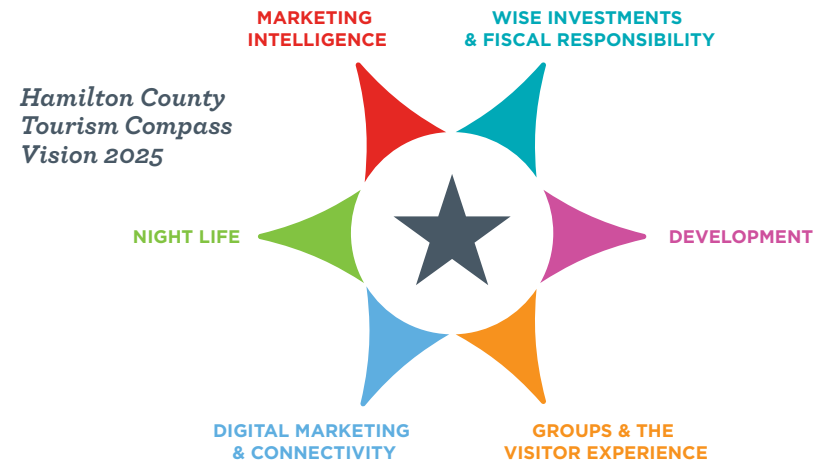 MARKETING
INTELLIGENCE
WISE INVESTMENTS
& FISCAL RESPONSIBILITY
Hamilton County
Tourism Compass
Vision 2025
NIGHT LIFE
DEVELOPMENT
DIGITAL MARKETING
& CONNECTIVITY
GROUPS & THE
VISITOR EXPERIENCE